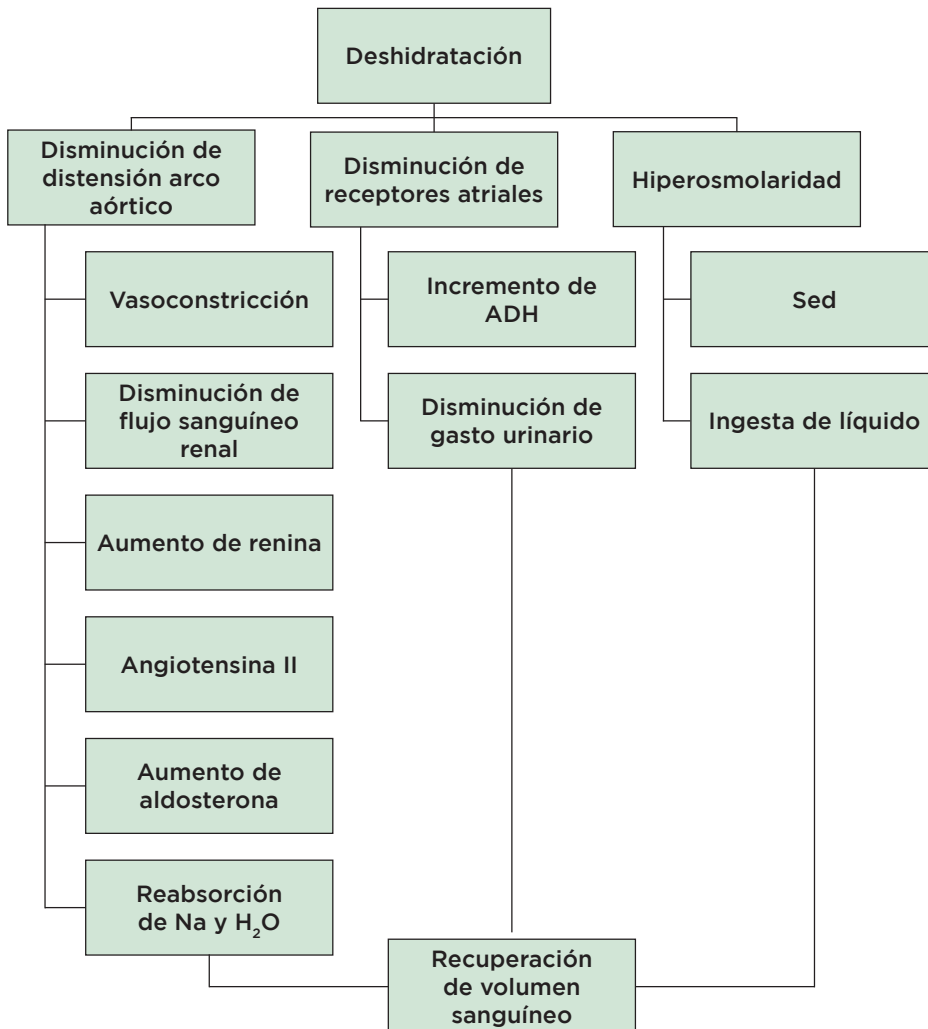 Deshidratación
Disminución de
distensión arco
aórtico
Vasoconstricción
Disminución de
flujo sanguíneo
renal
Aumento de renina
Angiotensina II
Aumento de
aldosterona
Reabsorción
de Na y H₂O
Disminución de
receptores atriales
Incremento de
ADH
Disminución de
gasto urinario
Hiperosmolaridad
Sed
Ingesta de líquido
Recuperación
de volumen
sanguíneo